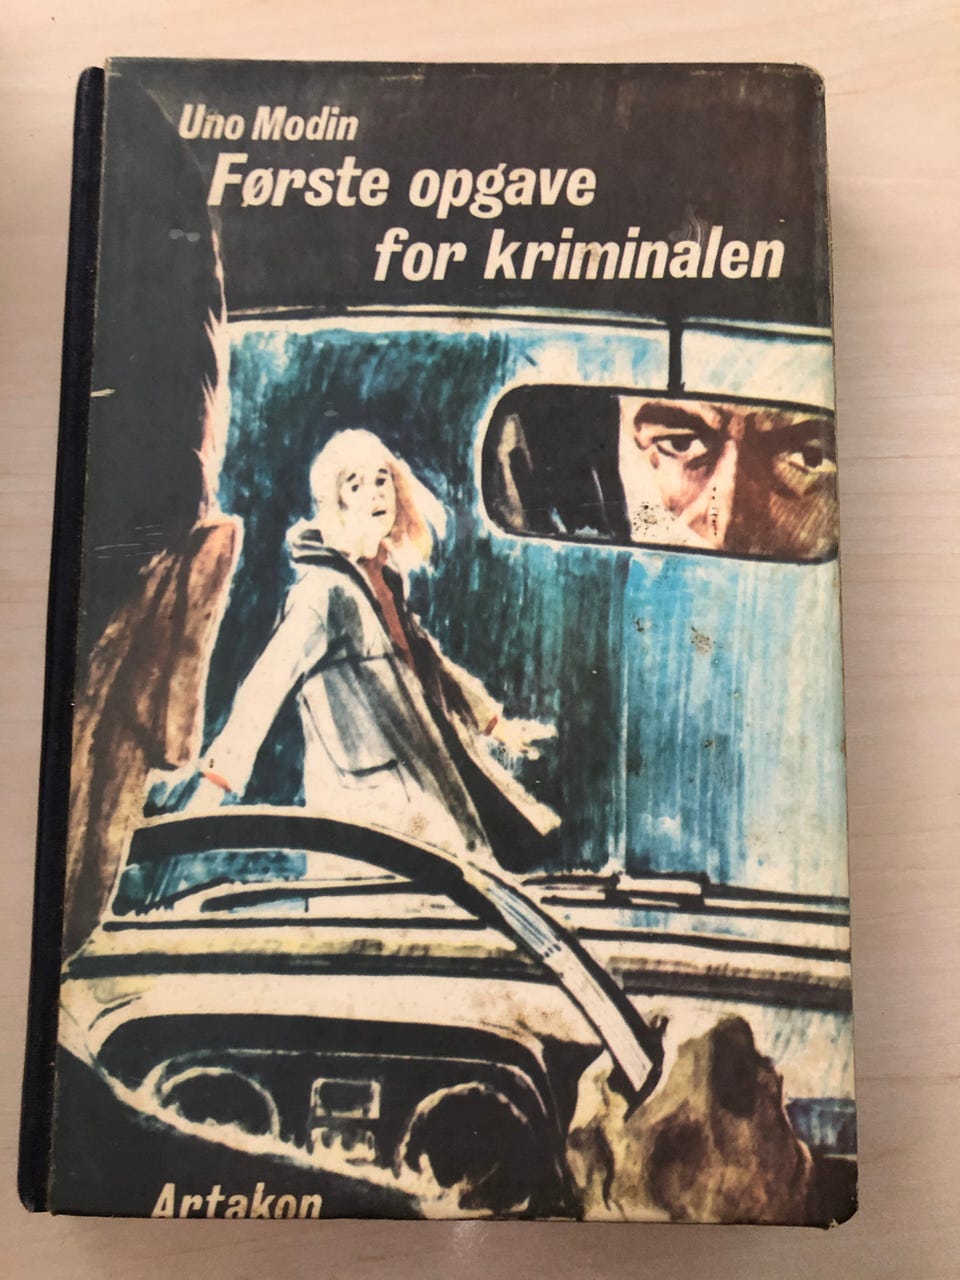 Uno Modin
Første opgave
for kriminalen
Artakon